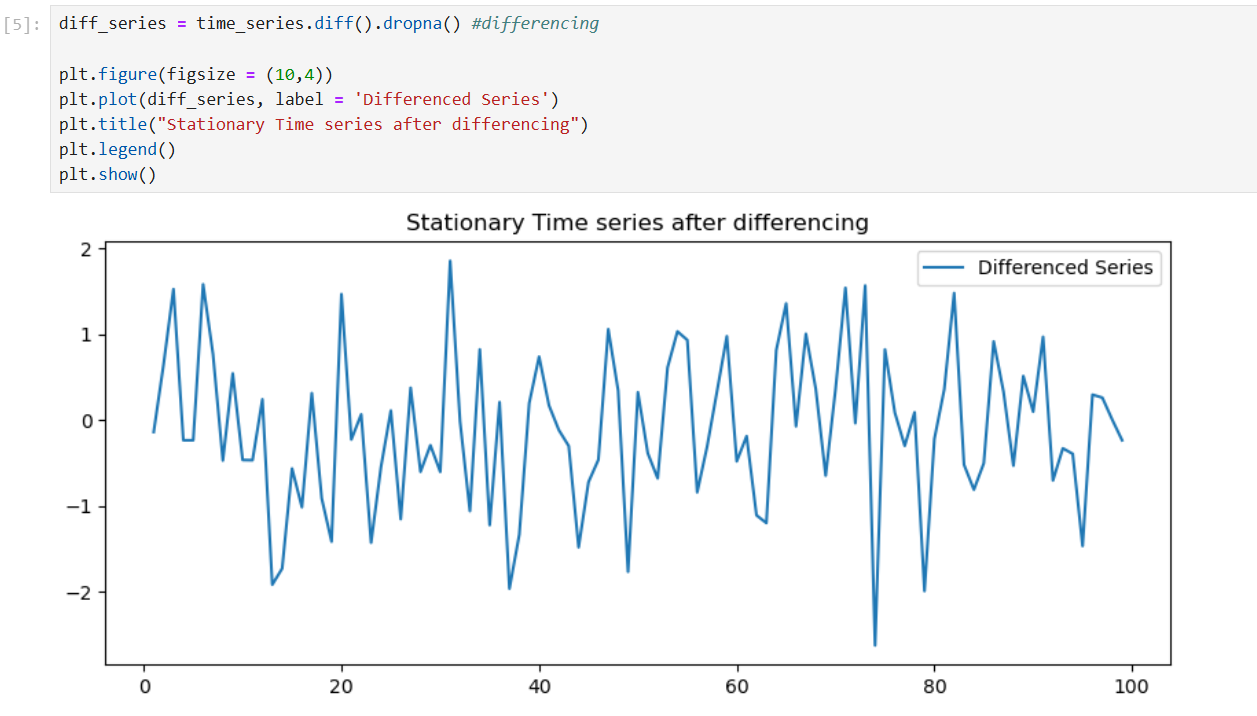 [5]:
diff_series = time_series.diff().dropna() #differencing
plt.figure(figsize = (10,4))
plt.plot(diff_series, label = 'Differenced Series')
plt.title("Stationary Time series after differencing")
plt.legend()
plt.show()
Stationary Time series after differencing
Differenced Series
2
1
0
−1
−2
0 20 40 60 80 100